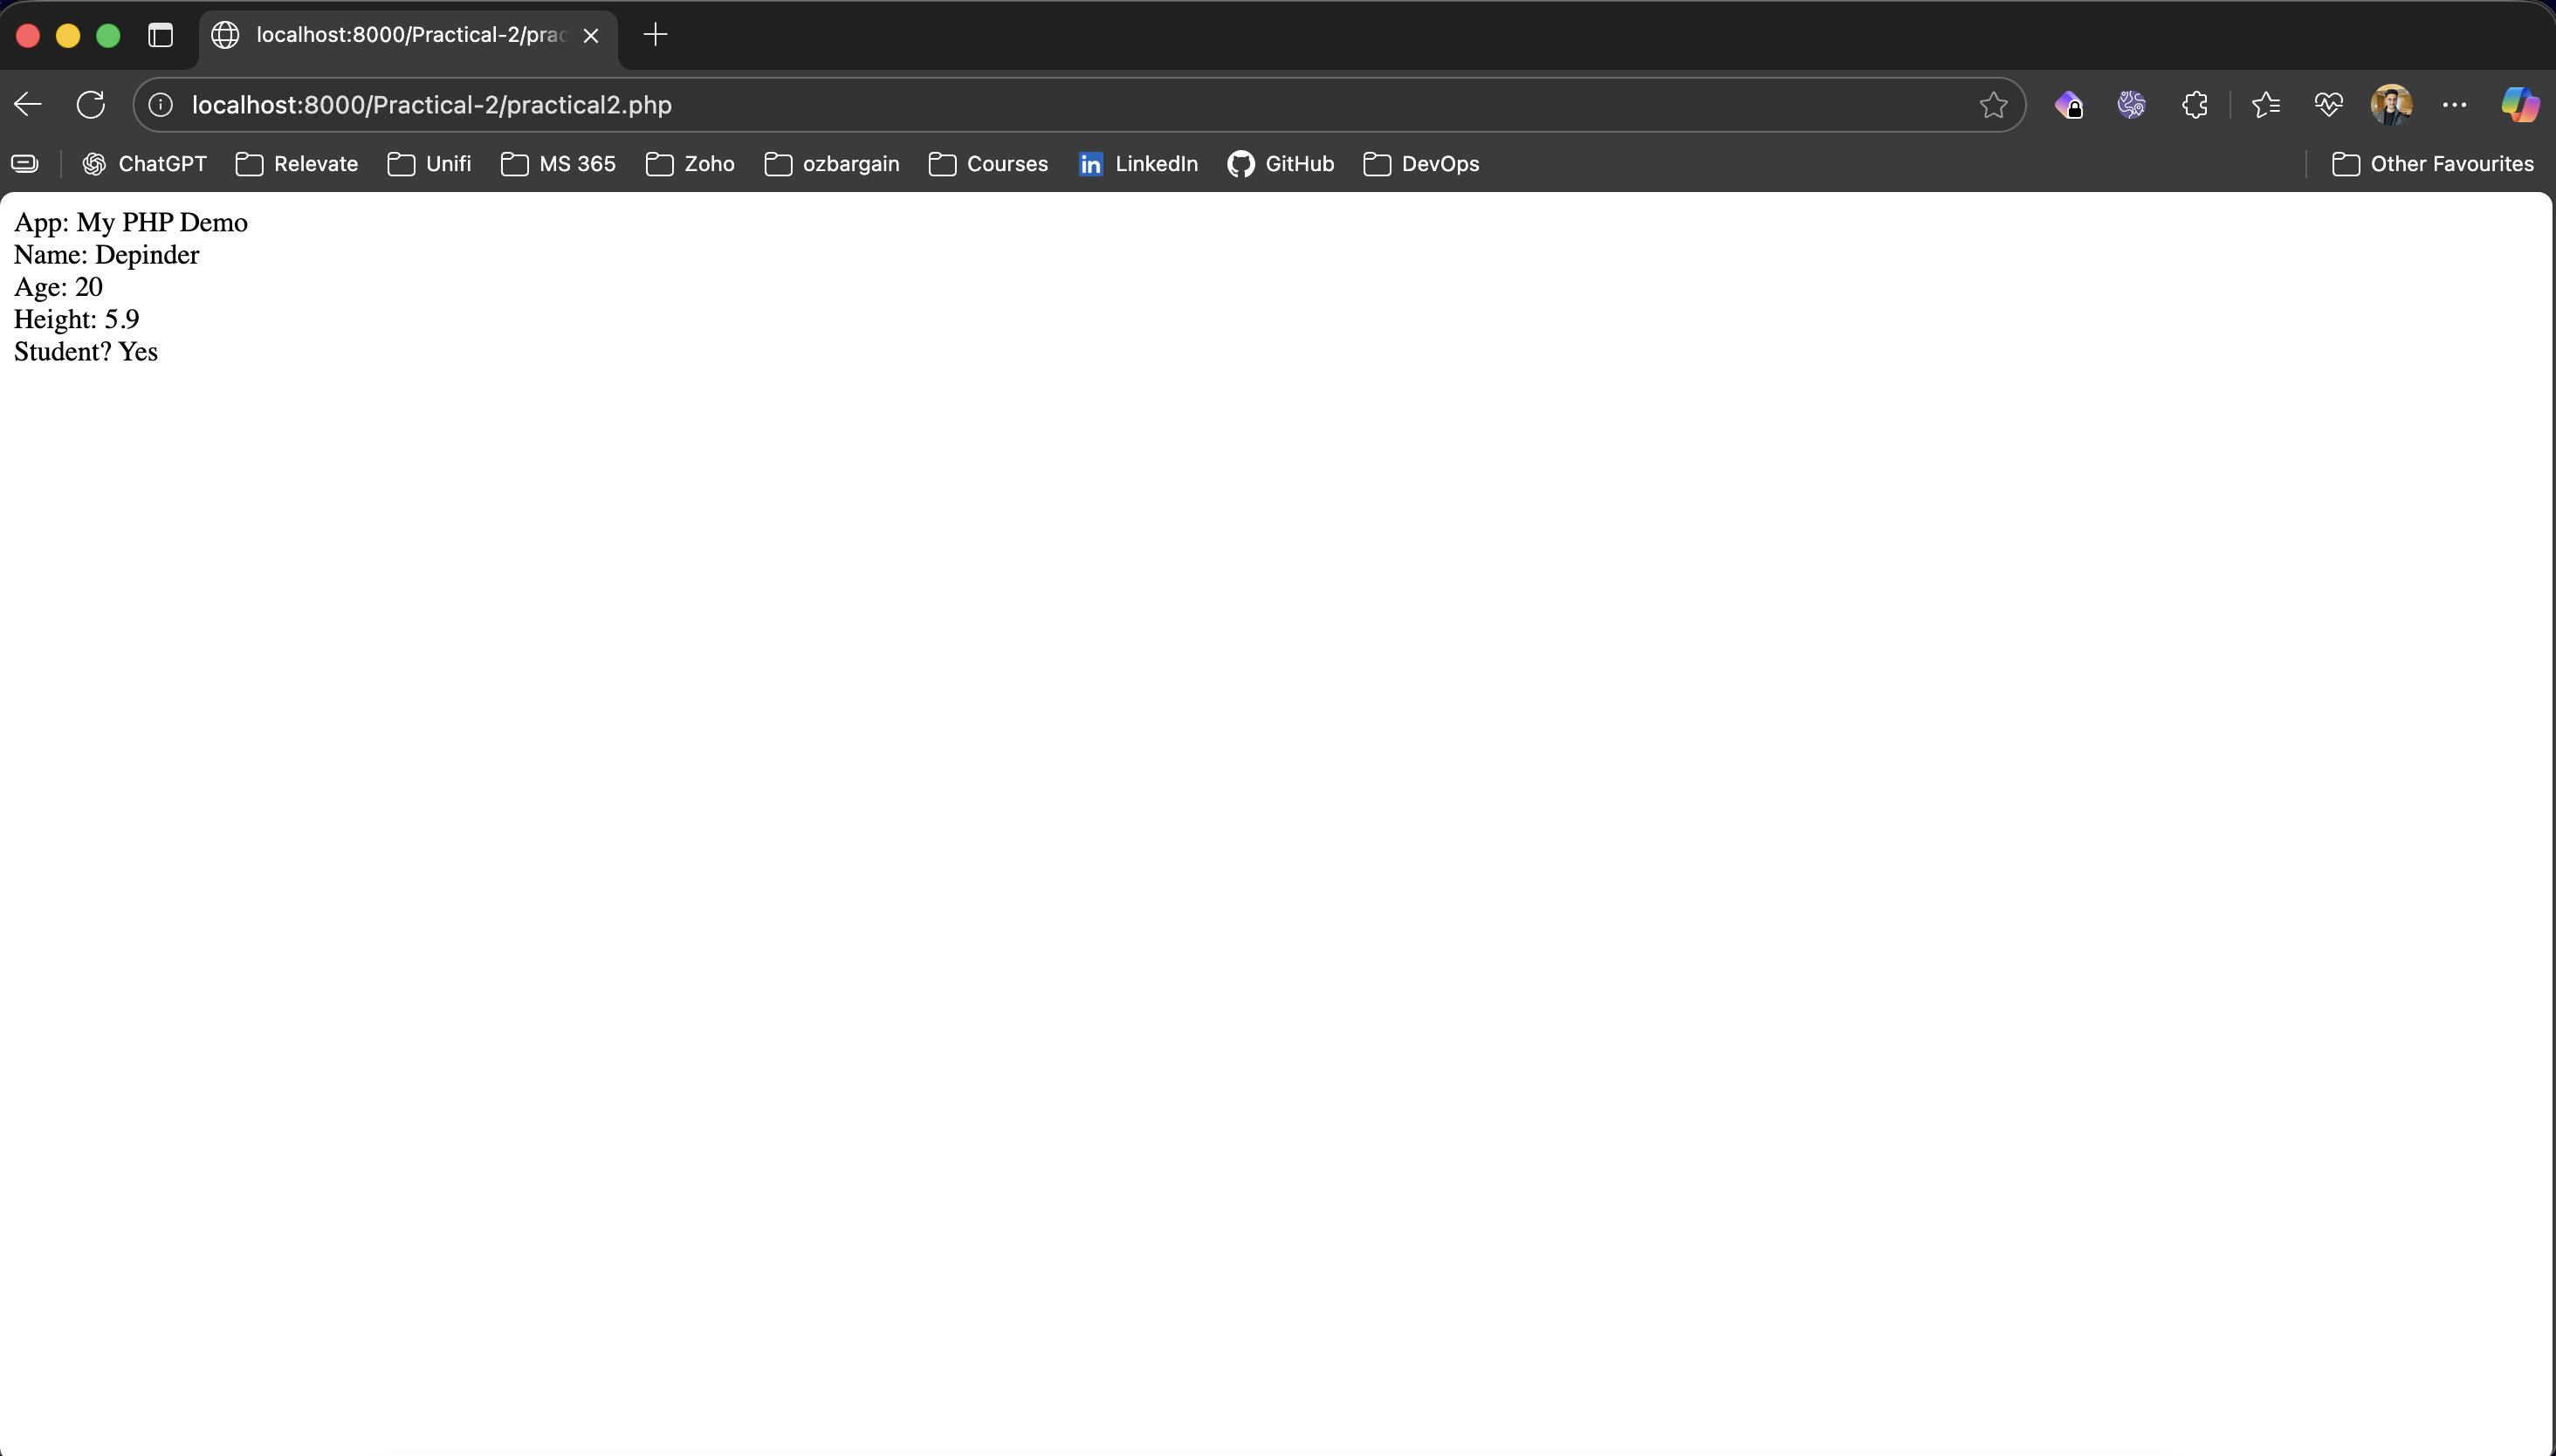 localhost:8000/Practical-2/prac
localhost:8000/Practical-2/practical2.php
ChatGPT Relevate Unifi MS 365 Zoho ozbargain Courses in LinkedIn GitHub DevOps Other Favourites
App: My PHP Demo
Name: Depinder
Age: 20
Height: 5.9
Student? Yes